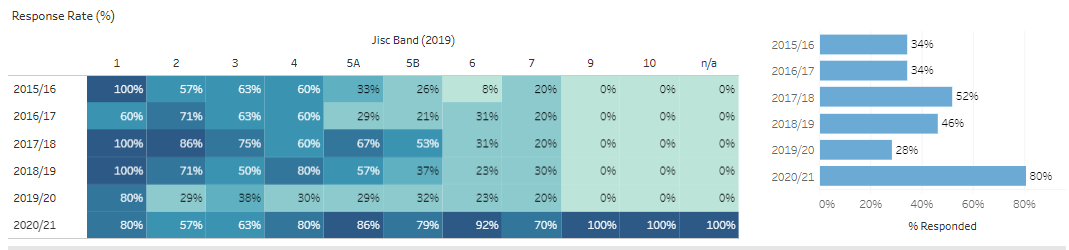 Response Rate (%)
Jisc Band (2019)
1 2 3 4 5A 5B 6 7 9 10 n/a
2015/16 100% 57% 63% 60% 33% 26% 8% 20% 0% 0% 0%
2016/17 60% 71% 63% 60% 29% 21% 31% 20% 0% 0% 0%
2017/18 100% 86% 75% 60% 67% 53% 31% 20% 0% 0% 0%
2018/19 100% 71% 50% 80% 57% 37% 23% 30% 0% 0% 0%
2019/20 80% 29% 38% 30% 29% 32% 23% 20% 0% 0% 0%
2020/21 80% 57% 63% 80% 86% 79% 92% 70% 100% 100% 100%
2015/16 34%
2016/17 34%
2017/18 52%
2018/19 46%
2019/20 28%
2020/21 80%
0% 20% 40% 60% 80%
% Responded